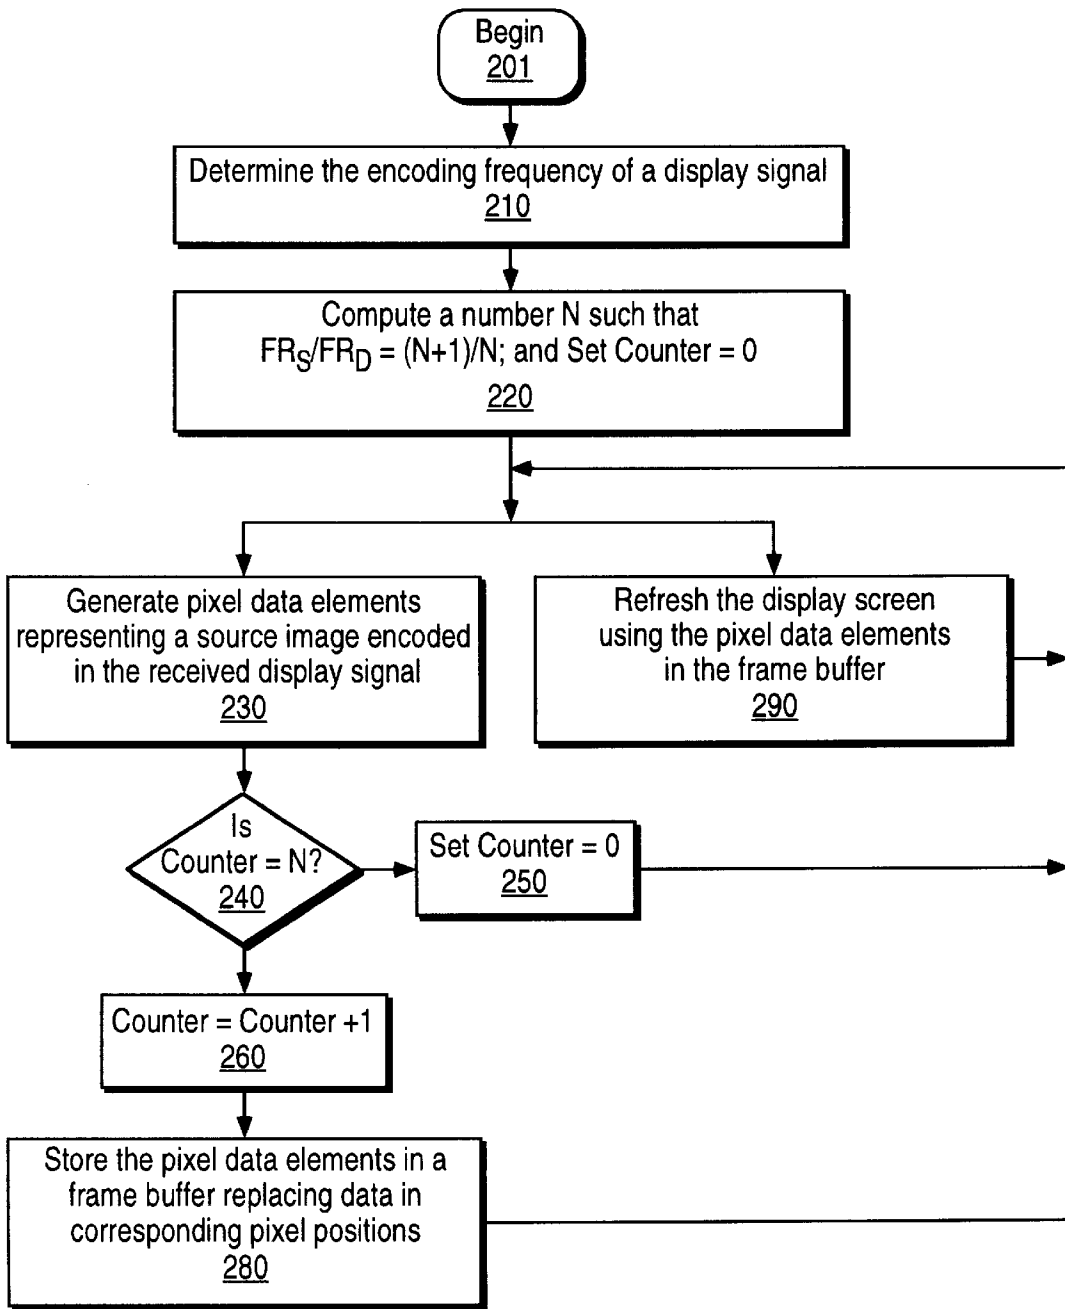 Begin
201
Determine the encoding frequency of a display signal
210
Compute a number N such that
FRS/FRD = (N+1)/N; and Set Counter = 0
220
Generate pixel data elements
representing a source image encoded
in the received display signal
230
Refresh the display screen
using the pixel data elements
in the frame buffer
290
Is
Counter = N?
240
Set Counter = 0
250
Counter = Counter +1
260
Store the pixel data elements in a
frame buffer replacing data in
corresponding pixel positions
280